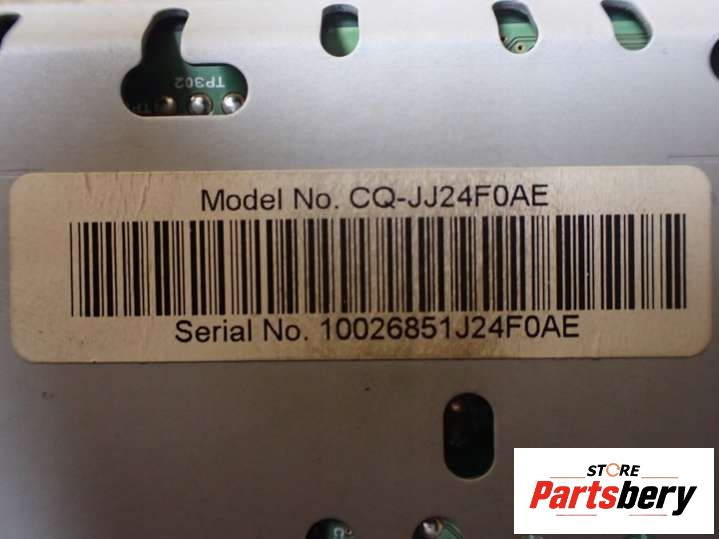 TP302
Model No. CQ-JJ24F0AE
Serial No. 10026851J24F0AE
STORE
Partsbery